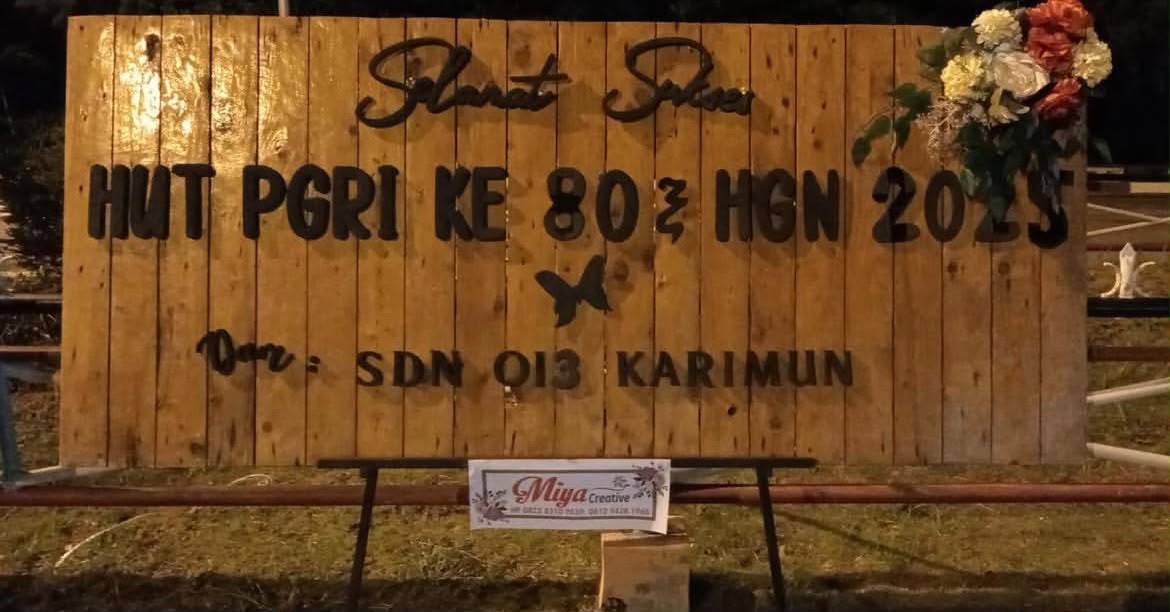 Selamat Sukses
HUT PGRI KE 80 & HGN 2025
Dari : SDN 013 KARIMUN
Miya Creative